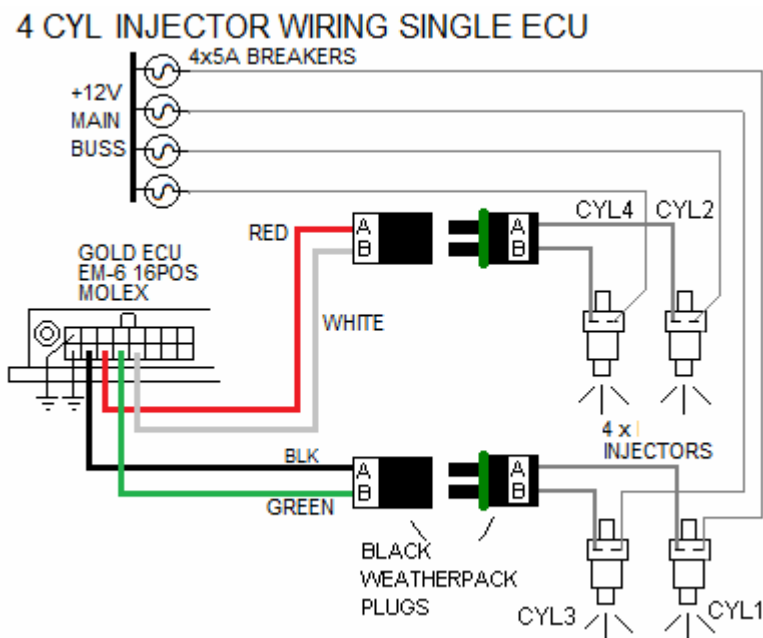 4 CYL INJECTOR WIRING SINGLE ECU
4x5A BREAKERS
+12V
MAIN
BUSS
RED
A
B
A
B
CYL4
CYL2
GOLD ECU
EM-6 16POS
MOLEX
WHITE
4 x
INJECTORS
BLK
A
B
A
B
GREEN
BLACK
WEATHERPACK
PLUGS
CYL3
CYL1